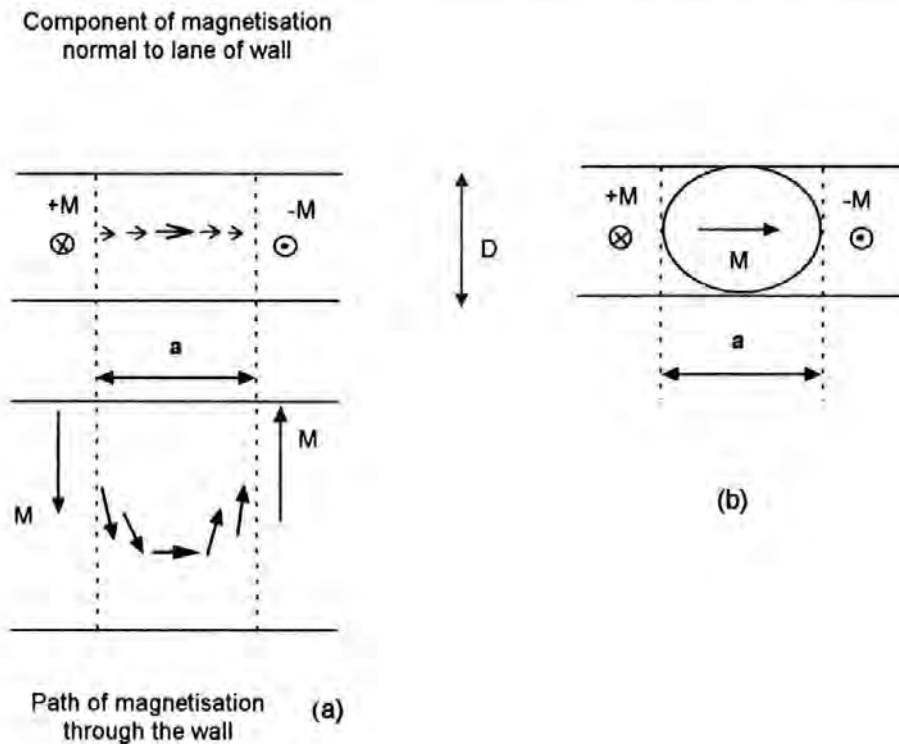 Component of magnetisation
normal to lane of wall
+M
-M
a
M
M
Path of magnetisation
through the wall
(a)
D
+M
-M
M
a
(b)